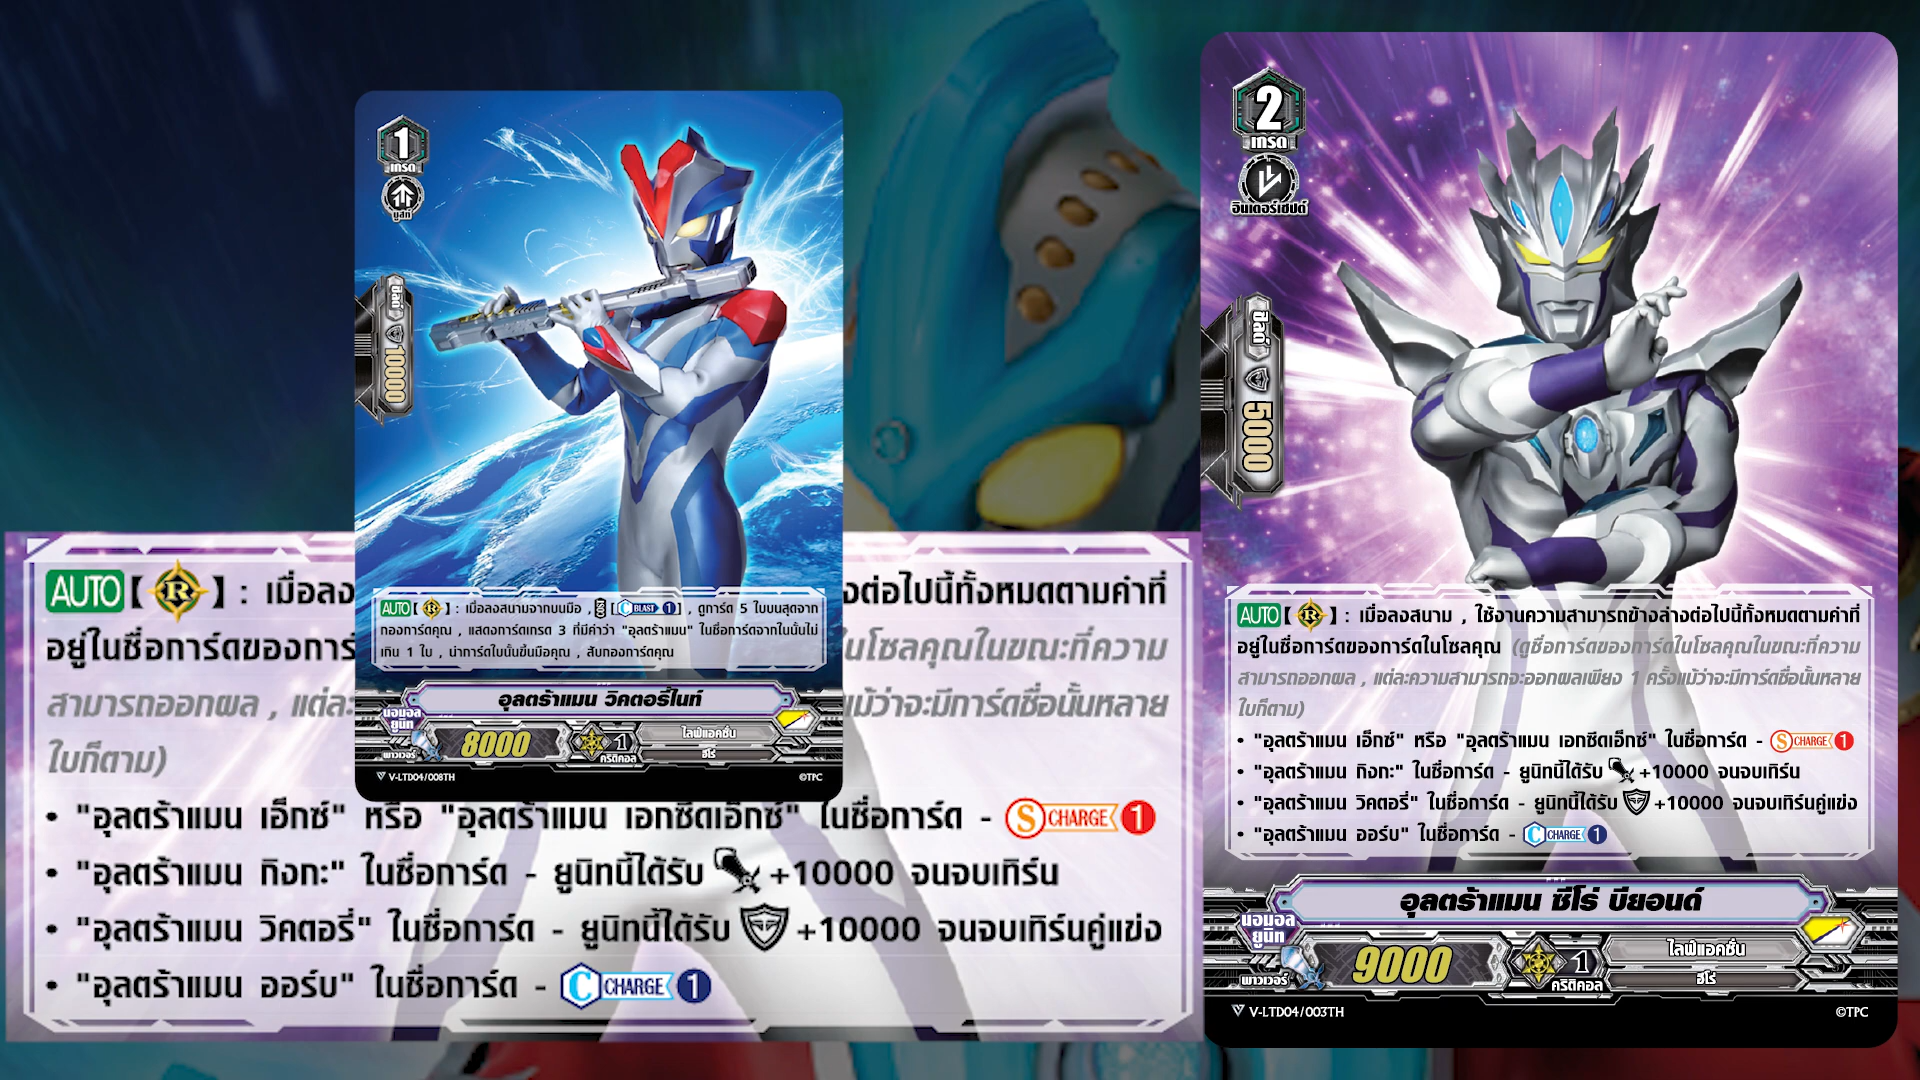 AUTO【R】: เมื่อลง
อยู่ในชื่อการ์ดของการ์
สามารถออกผล , แต่ละ
ใบก็ตาม)
งต่อไปนี้ทั้งหมดตามคำที่
นโซลคุณในขณะที่ความ
ม้ว่าจะมีการ์ดชื่อนั้นหลาย
• "อุลตร้าแมน เอ็กซ์" หรือ "อุลตร้าแมน เอกซีดเอ็กซ์" ในชื่อการ์ด - S CHARGE 1
• "อุลตร้าแมน กิงกะ" ในชื่อการ์ด - ยูนิทนี้ได้รับ +10000 จนจบเทิร์น
• "อุลตร้าแมน วิคตอรี่" ในชื่อการ์ด - ยูนิทนี้ได้รับ +10000 จนจบเทิร์นคู่แข่ง
• "อุลตร้าแมน ออร์บ" ในชื่อการ์ด - C CHARGE 1
1
เกรด
บูสท์
ชีลด์
10000
AUTO【R】: เมื่อลงสนามจากบนมือ , COST [C BLAST 1] , ดูการ์ด 5 ใบบนสุดจาก
กองการ์ดคุณ , แสดงการ์ดเกรด 3 ที่มีคำว่า "อุลตร้าแมน" ในชื่อการ์ดจากในนั้นไม่
เกิน 1 ใบ , นำการ์ดใบนั้นขึ้นมือคุณ , สับกองการ์ดคุณ
อุลตร้าแมน วิคตอรี่ไนท์
นอมอล
ยูนิท
พาวเวอร์
8000
1
คริติคอล
ไลฟ์แอคชั่น
ฮีโร่
V-LTD04/008TH
©TPC
2
เกรด
อินเตอร์เซปต์
ชีลด์
5000
AUTO【R】: เมื่อลงสนาม , ใช้งานความสามารถข้างล่างต่อไปนี้ทั้งหมดตามคำที่
อยู่ในชื่อการ์ดของการ์ดในโซลคุณ (ดูชื่อการ์ดของการ์ดในโซลคุณในขณะที่ความ
สามารถออกผล , แต่ละความสามารถจะออกผลเพียง 1 ครั้งแม้ว่าจะมีการ์ดชื่อนั้นหลาย
ใบก็ตาม)
• "อุลตร้าแมน เอ็กซ์" หรือ "อุลตร้าแมน เอกซีดเอ็กซ์" ในชื่อการ์ด - S CHARGE 1
• "อุลตร้าแมน กิงกะ" ในชื่อการ์ด - ยูนิทนี้ได้รับ +10000 จนจบเทิร์น
• "อุลตร้าแมน วิคตอรี่" ในชื่อการ์ด - ยูนิทนี้ได้รับ +10000 จนจบเทิร์นคู่แข่ง
• "อุลตร้าแมน ออร์บ" ในชื่อการ์ด - C CHARGE 1
อุลตร้าแมน ซีโร่ บียอนด์
นอมอล
ยูนิท
พาวเวอร์
9000
1
คริติคอล
ไลฟ์แอคชั่น
ฮีโร่
V-LTD04/003TH
©TPC